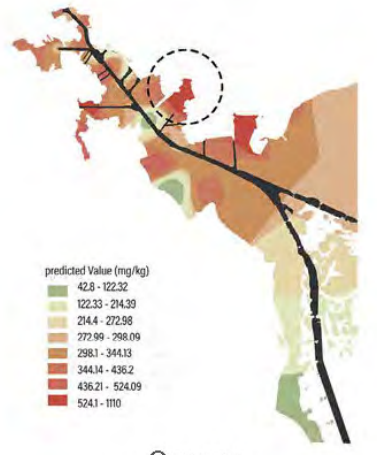 predicted Value (mg/kg)
42.8 - 122.32
122.33 - 214.39
214.4 - 272.98
272.99 - 298.09
298.1 - 344.13
344.14 - 436.2
436.21 - 524.09
524.1 - 1110